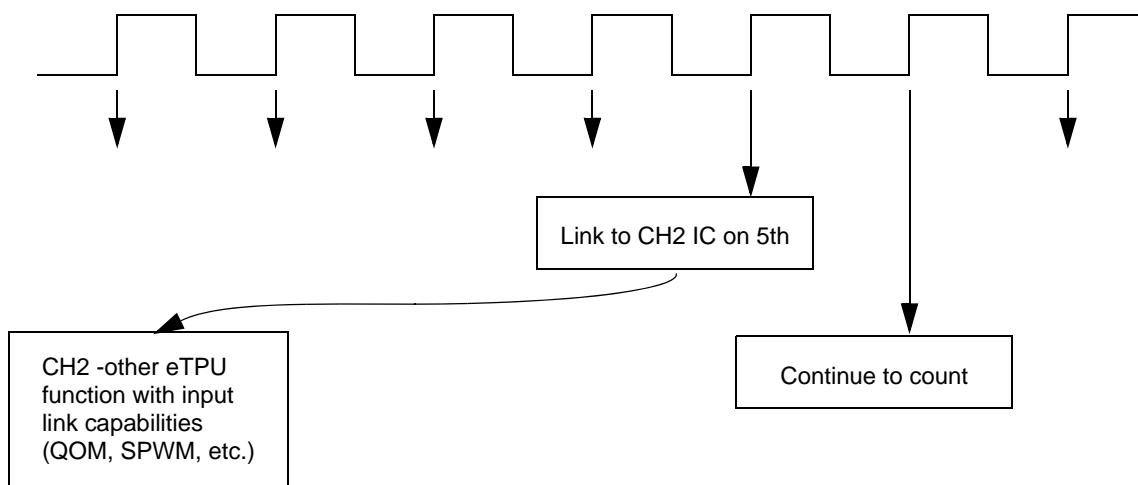 Link to CH2 IC on 5th
CH2 -other eTPU
function with input
link capabilities
(QOM, SPWM, etc.)
Continue to count